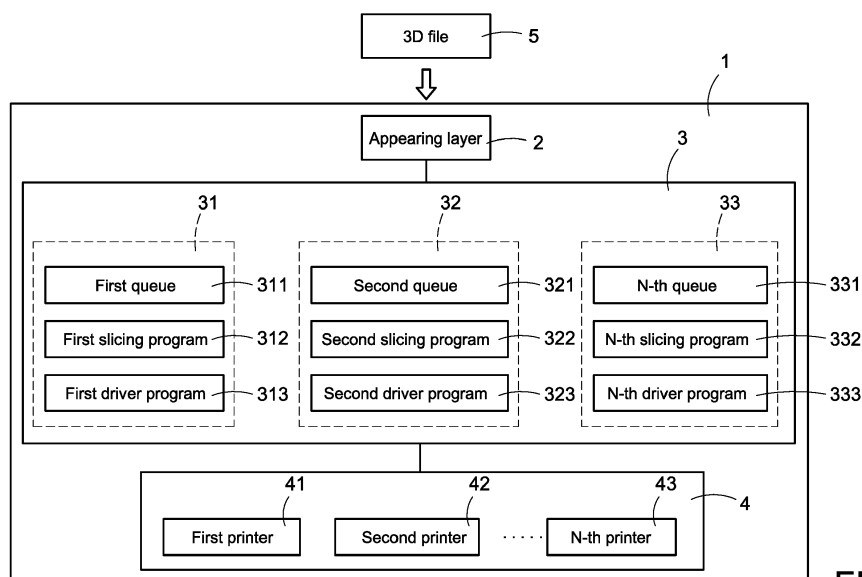 3D file
5
1
Appearing layer
2
3
31
32
33
First queue
311
Second queue
321
N-th queue
331
First slicing program
312
Second slicing program
322
N-th slicing program
332
First driver program
313
Second driver program
323
N-th driver program
333
41
42
43
4
First printer
Second printer
......
N-th printer